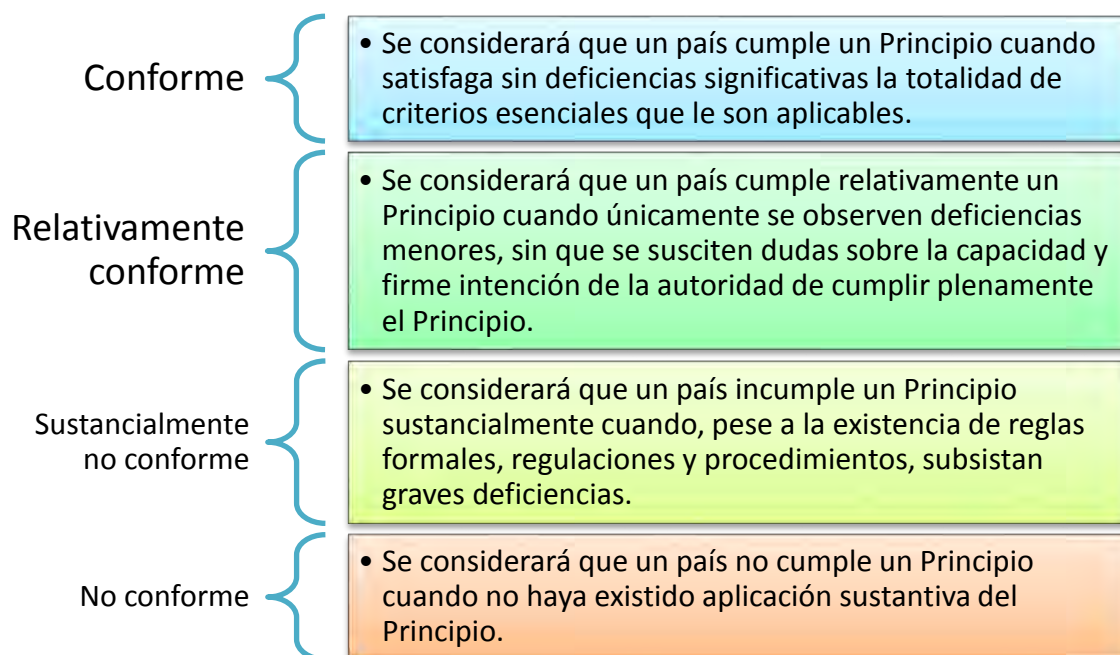 Conforme
• Se considerará que un país cumple un Principio cuando
satisfaga sin deficiencias significativas la totalidad de
criterios esenciales que le son aplicables.
Relativamente
conforme
• Se considerará que un país cumple relativamente un
Principio cuando únicamente se observen deficiencias
menores, sin que se susciten dudas sobre la capacidad y
firme intención de la autoridad de cumplir plenamente
el Principio.
Sustancialmente
no conforme
• Se considerará que un país incumple un Principio
sustancialmente cuando, pese a la existencia de reglas
formales, regulaciones y procedimientos, subsistan
graves deficiencias.
No conforme
• Se considerará que un país no cumple un Principio
cuando no haya existido aplicación sustantiva del
Principio.